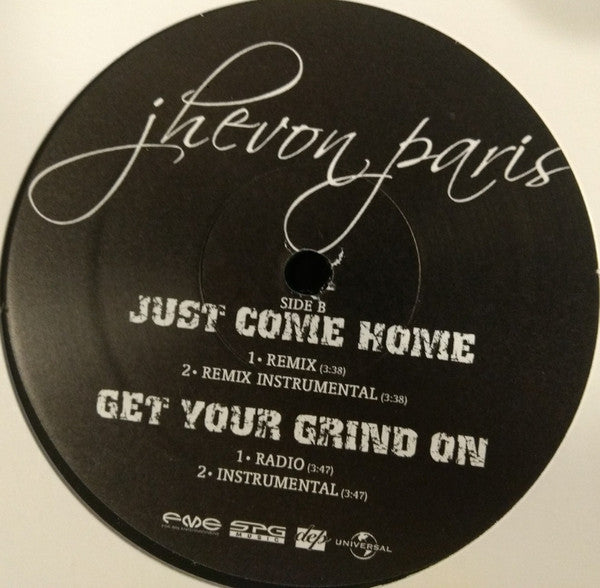 jhevon paris
SIDE B
JUST COME HOME
1• REMIX (3:38)
2• REMIX INSTRUMENTAL (3:38)
GET YOUR GRIND ON
1• RADIO (3:47)
2• INSTRUMENTAL (3:47)
SPG
MUSIC
dcp
UNIVERSAL